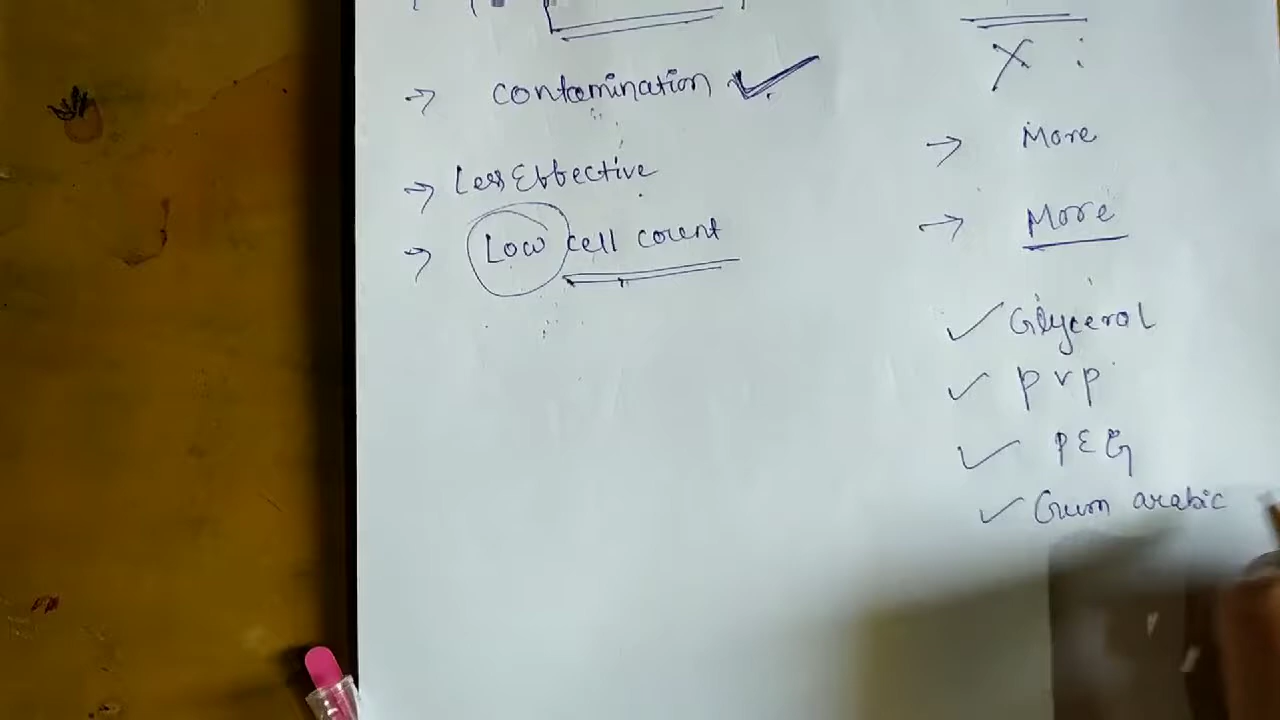 → contamination ✓
→ Less Effective
→ Low cell count
X :
→ More
→ More
✓ Glycerol
✓ PVP
✓ PEG
✓ Gum arabic